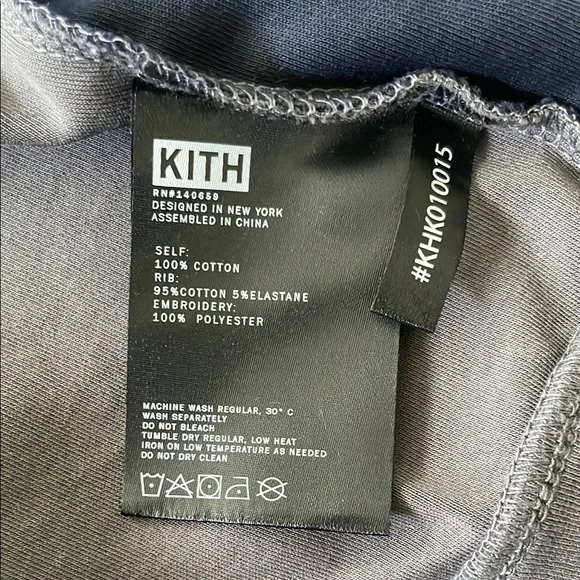 KITH
RN#140659
DESIGNED IN NEW YORK
ASSEMBLED IN CHINA
SELF:
100% COTTON
RIB:
95%COTTON 5%ELASTANE
EMBROIDERY:
100% POLYESTER
MACHINE WASH REGULAR, 30° C
WASH SEPARATELY
DO NOT BLEACH
TUMBLE DRY REGULAR, LOW HEAT
IRON ON LOW TEMPERATURE AS NEEDED
DO NOT DRY CLEAN
#KHK010015